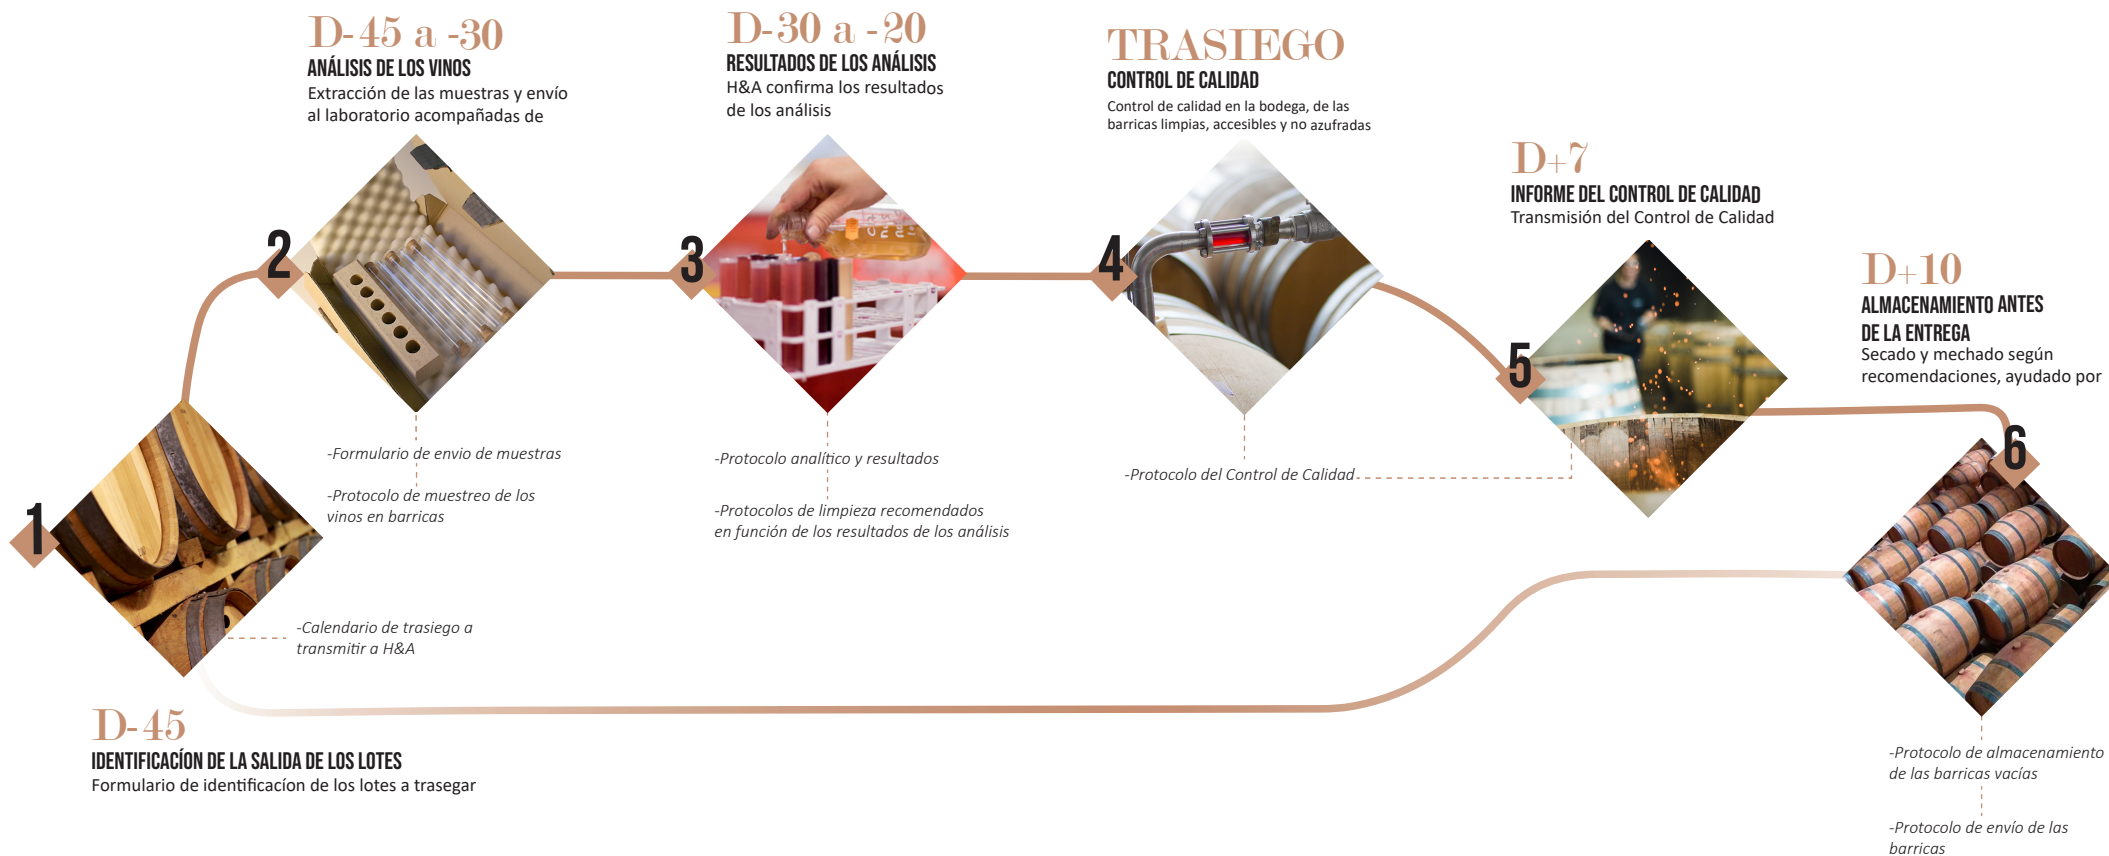 D-45 a -30
ANÁLISIS DE LOS VINOS
Extracción de las muestras y envío
al laboratorio acompañadas de
D-30 a -20
RESULTADOS DE LOS ANÁLISIS
H&A confirma los resultados
de los análisis
TRASIEGO
CONTROL DE CALIDAD
Control de calidad en la bodega, de las
barricas limpias, accesibles y no azufradas
D+7
INFORME DEL CONTROL DE CALIDAD
Transmisión del Control de Calidad
D+10
ALMACENAMIENTO ANTES
DE LA ENTREGA
Secado y mechado según
recomendaciones, ayudado por
2
3
4
5
6
1
-Formulario de envio de muestras
-Protocolo de muestreo de los
vinos en barricas
-Protocolo analítico y resultados
-Protocolos de limpieza recomendados
en función de los resultados de los análisis
-Protocolo del Control de Calidad
-Calendario de trasiego a
transmitir a H&A
D-45
IDENTIFICACÍON DE LA SALIDA DE LOS LOTES
Formulario de identificacíon de los lotes a trasegar
-Protocolo de almacenamiento
de las barricas vacías
-Protocolo de envío de las
barricas